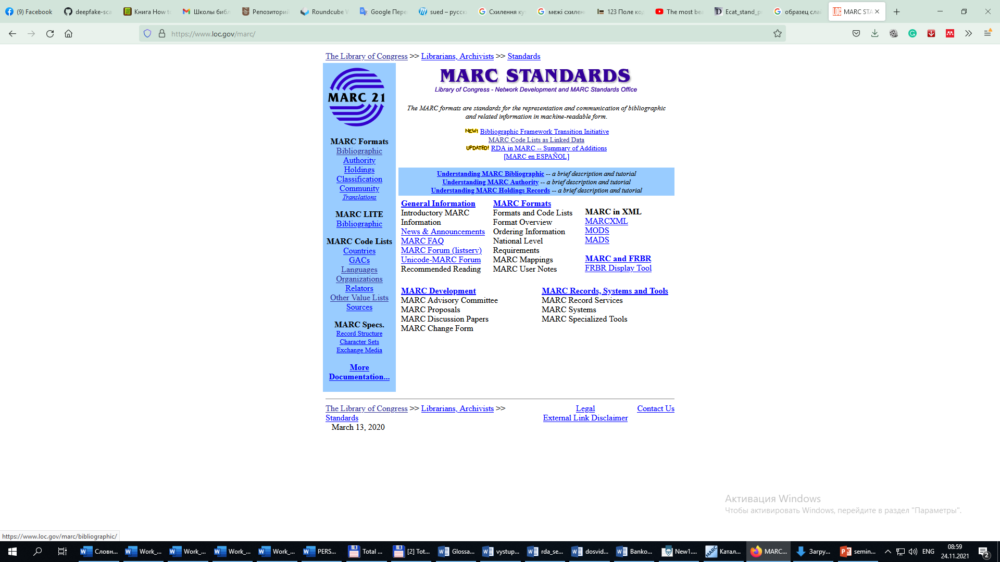 (9) Facebook
deepfake-sca
Книга How to
Школы библ
Репозиторий
Roundcube W
Google Пере
sued – русск
Схилення ку
межі схилен
123 Поле код
The most bea
Ecat_stand_p
образец сла
MARC STA
https://www.loc.gov/marc/
The Library of Congress >> Librarians, Archivists >> Standards
MARC 21
MARC Formats
Bibliographic
Authority
Holdings
Classification
Community
Translations
MARC LITE
Bibliographic
MARC Code Lists
Countries
GACs
Languages
Organizations
Relators
Other Value Lists
Sources
MARC Specs.
Record Structure
Character Sets
Exchange Media
More
Documentation...
MARC STANDARDS
Library of Congress - Network Development and MARC Standards Office
The MARC formats are standards for the representation and communication of bibliographic
and related information in machine-readable form.
NEW! Bibliographic Framework Transition Initiative
MARC Code Lists as Linked Data
UPDATED! RDA in MARC -- Summary of Additions
[MARC en ESPAÑOL]
Understanding MARC Bibliographic -- a brief description and tutorial
Understanding MARC Authority -- a brief description and tutorial
Understanding MARC Holdings Records -- a brief description and tutorial
General Information
Introductory MARC
Information
News & Announcements
MARC FAQ
MARC Forum (listserv)
Unicode-MARC Forum
Recommended Reading
MARC Formats
Formats and Code Lists
Format Overview
Ordering Information
National Level
Requirements
MARC Mappings
MARC User Notes
MARC in XML
MARCXML
MODS
MADS
MARC and FRBR
FRBR Display Tool
MARC Development
MARC Advisory Committee
MARC Proposals
MARC Discussion Papers
MARC Change Form
MARC Records, Systems and Tools
MARC Record Services
MARC Systems
MARC Specialized Tools
The Library of Congress >> Librarians, Archivists >>
Standards
March 13, 2020
Legal
External Link Disclaimer
Contact Us
Активация Windows
Чтобы активировать Windows, перейдите в раздел "Параметры".
https://www.loc.gov/marc/bibliographic/
Словн...
Work_...
Work_...
Work_...
Work_...
PERS...
Total ...
[2] Tot...
Glossa...
vystup...
rda_se...
dosvid...
Banko...
New1....
Катал...
MARC...
Загру...
semin...
ENG
08:59
24.11.2021
2